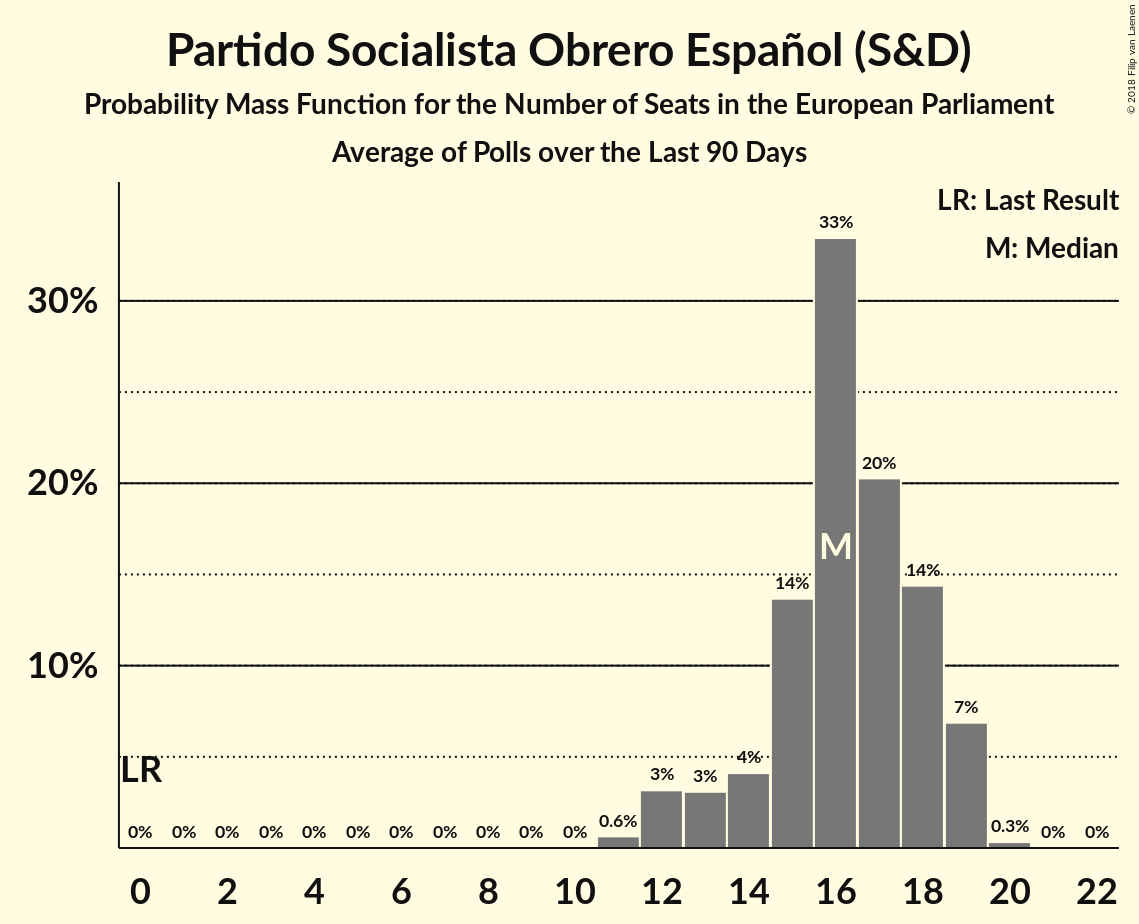 Partido Socialista Obrero Español (S&D)
Probability Mass Function for the Number of Seats in the European Parliament
Average of Polls over the Last 90 Days
© 2018 Filip van Laenen
LR: Last Result
M: Median
33%
30%
20%
20%
M
14%
14%
10%
7%
4%
LR
3%
3%
0% 0% 0% 0% 0% 0% 0% 0% 0% 0% 0% 0.6% 0.3% 0% 0%
0 2 4 6 8 10 12 14 16 18 20 22